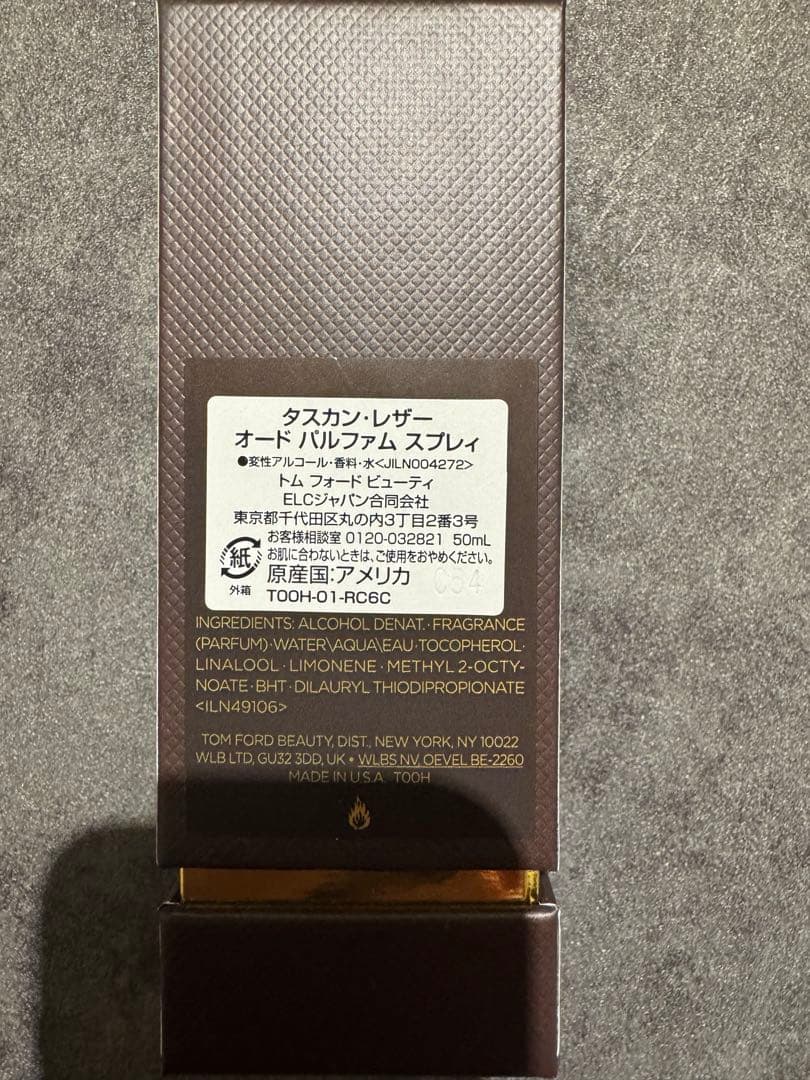 タスカン・レザー
オード パルファム スプレィ
●変性アルコール・香料・水<JILN004272>
トム フォード ビューティ
ELCジャパン合同会社
東京都千代田区丸の内3丁目2番3号
お客様相談室 0120-032821 50mL
お肌に合わないときは、ご使用をおやめください。
紙
外箱
原産国:アメリカ
C34
T00H-01-RC6C
INGREDIENTS: ALCOHOL DENAT.·FRAGRANCE
(PARFUM)·WATER\AQUA\EAU·TOCOPHEROL·
LINALOOL·LIMONENE·METHYL 2-OCTY-
NOATE·BHT·DILAURYL THIODIPROPIONATE
<ILN49106>
TOM FORD BEAUTY, DIST., NEW YORK, NY 10022
WLB LTD, GU32 3DD, UK • WLBS NV, OEVEL BE-2260
MADE IN U.S.A. T00H